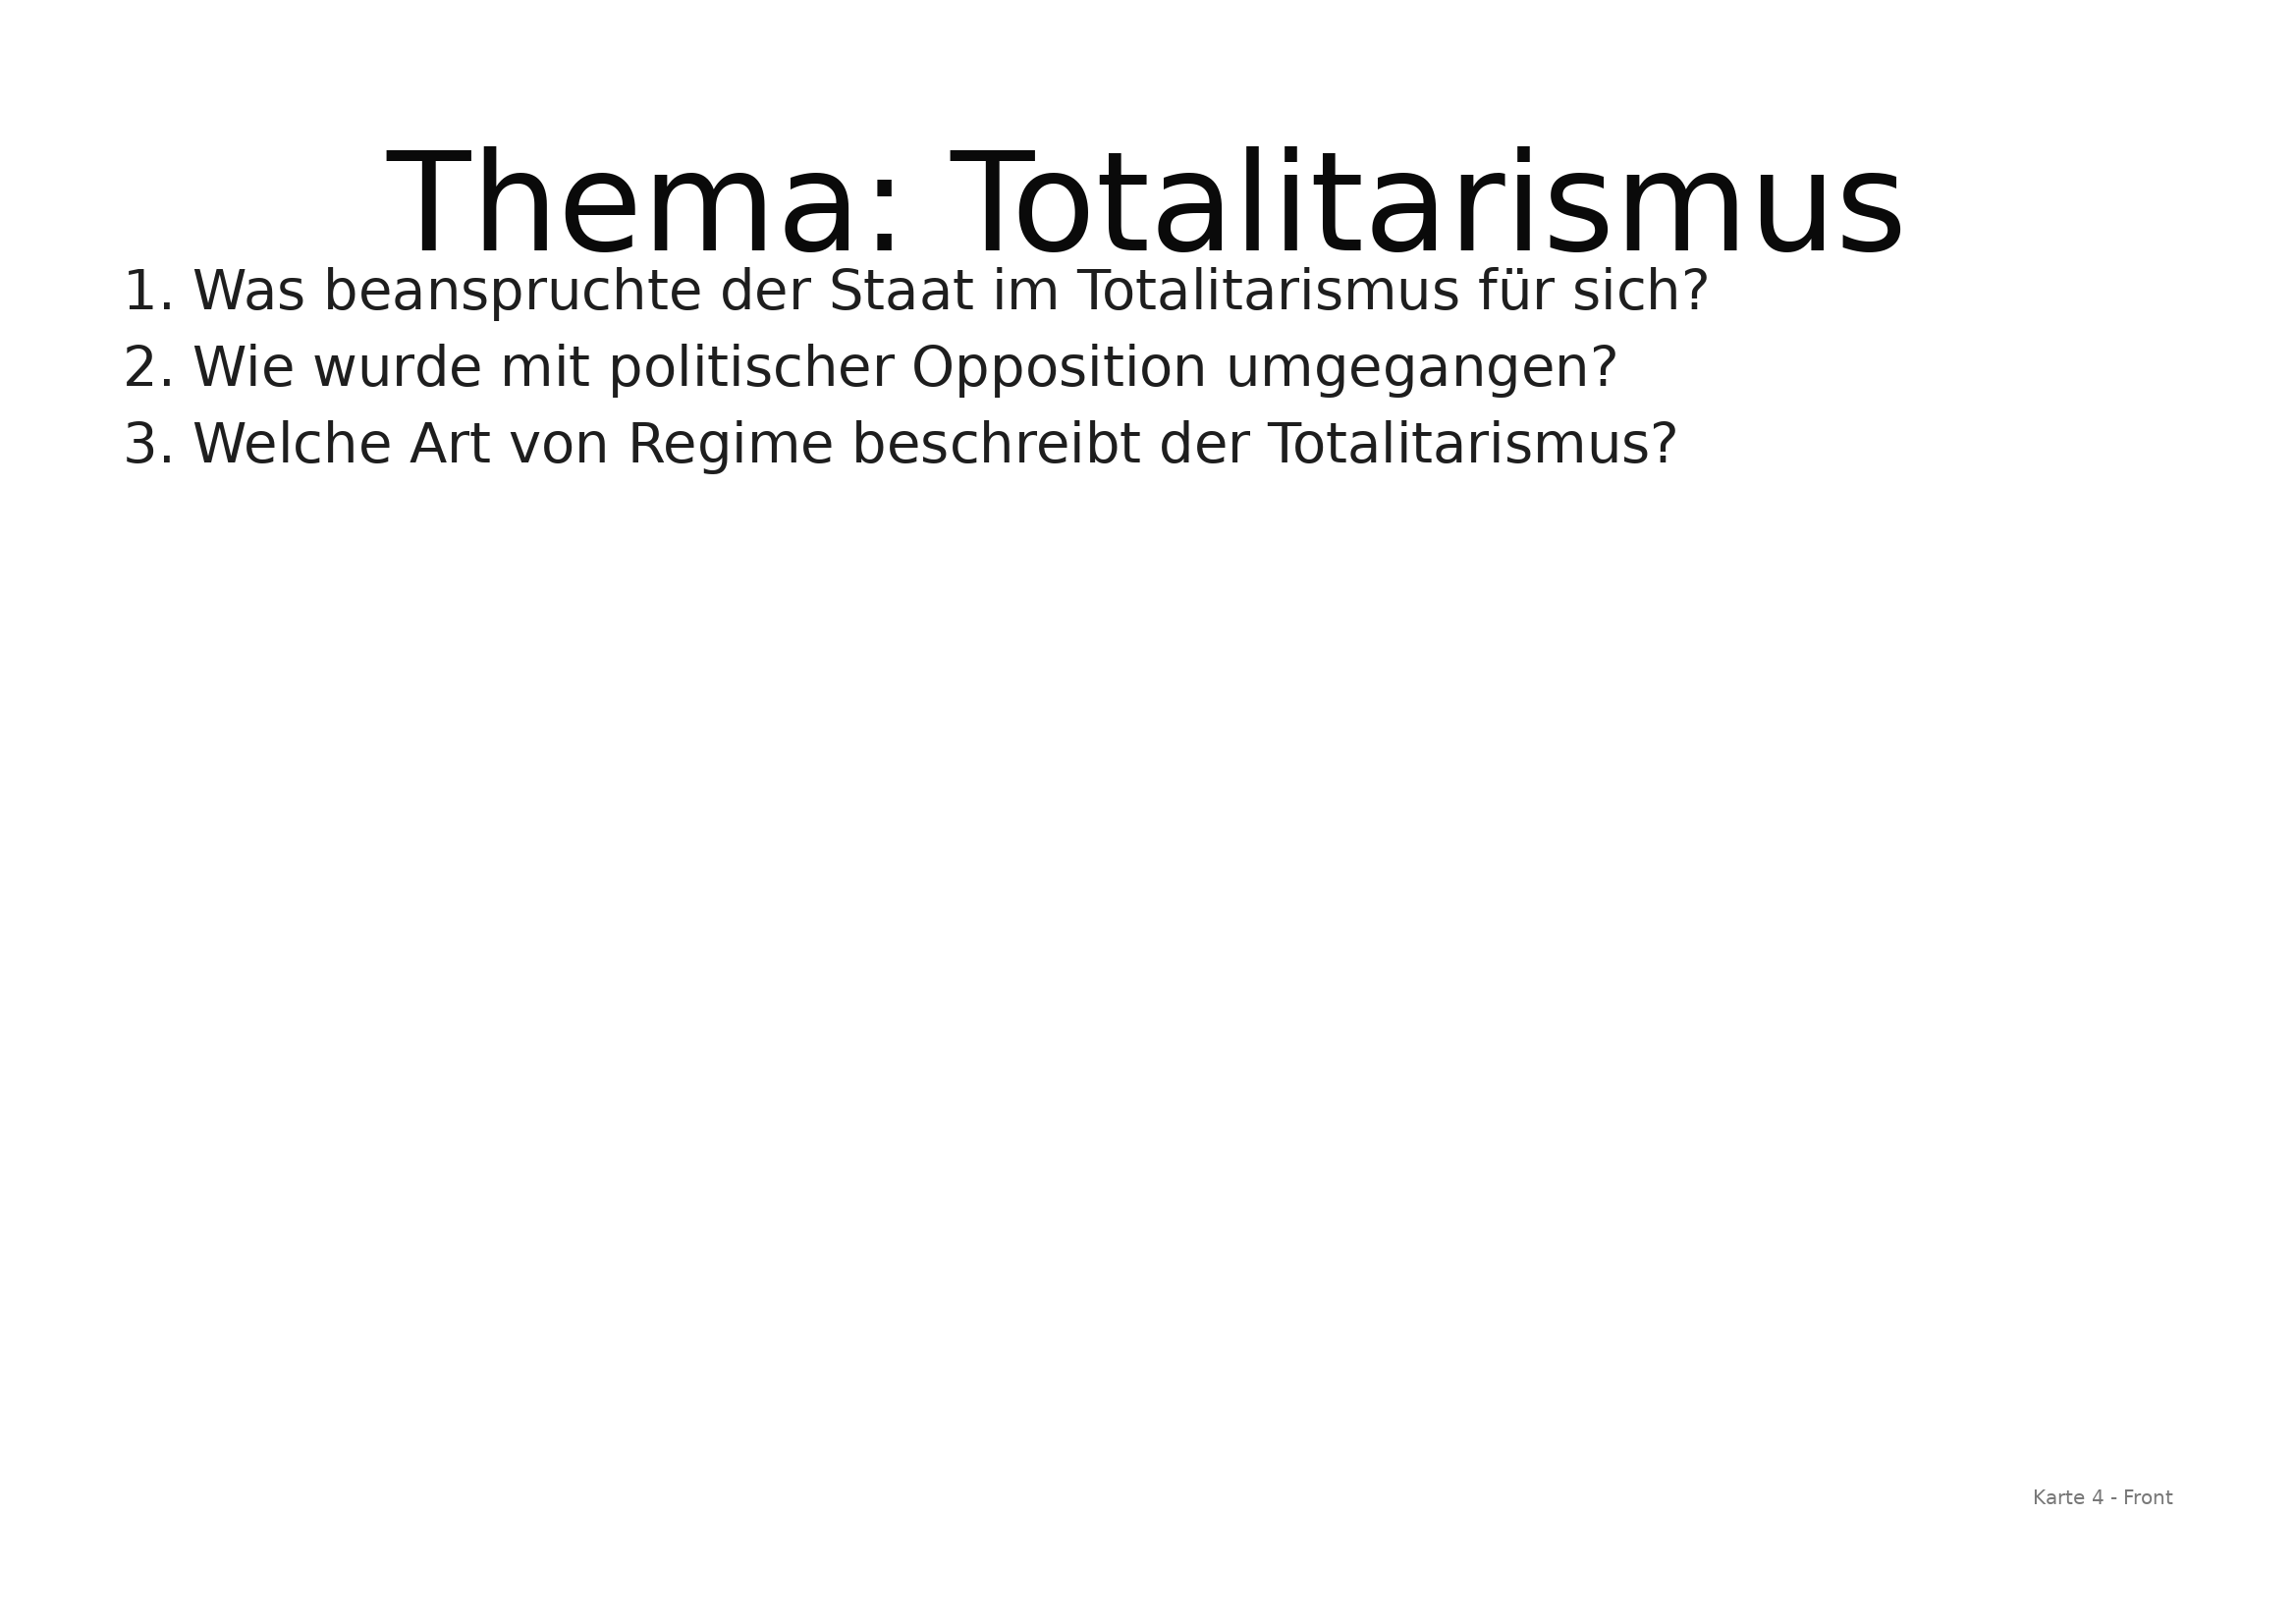 Thema: Totalitarismus
1. Was beanspruchte der Staat im Totalitarismus für sich?
2. Wie wurde mit politischer Opposition umgegangen?
3. Welche Art von Regime beschreibt der Totalitarismus?
Karte 4 - Front